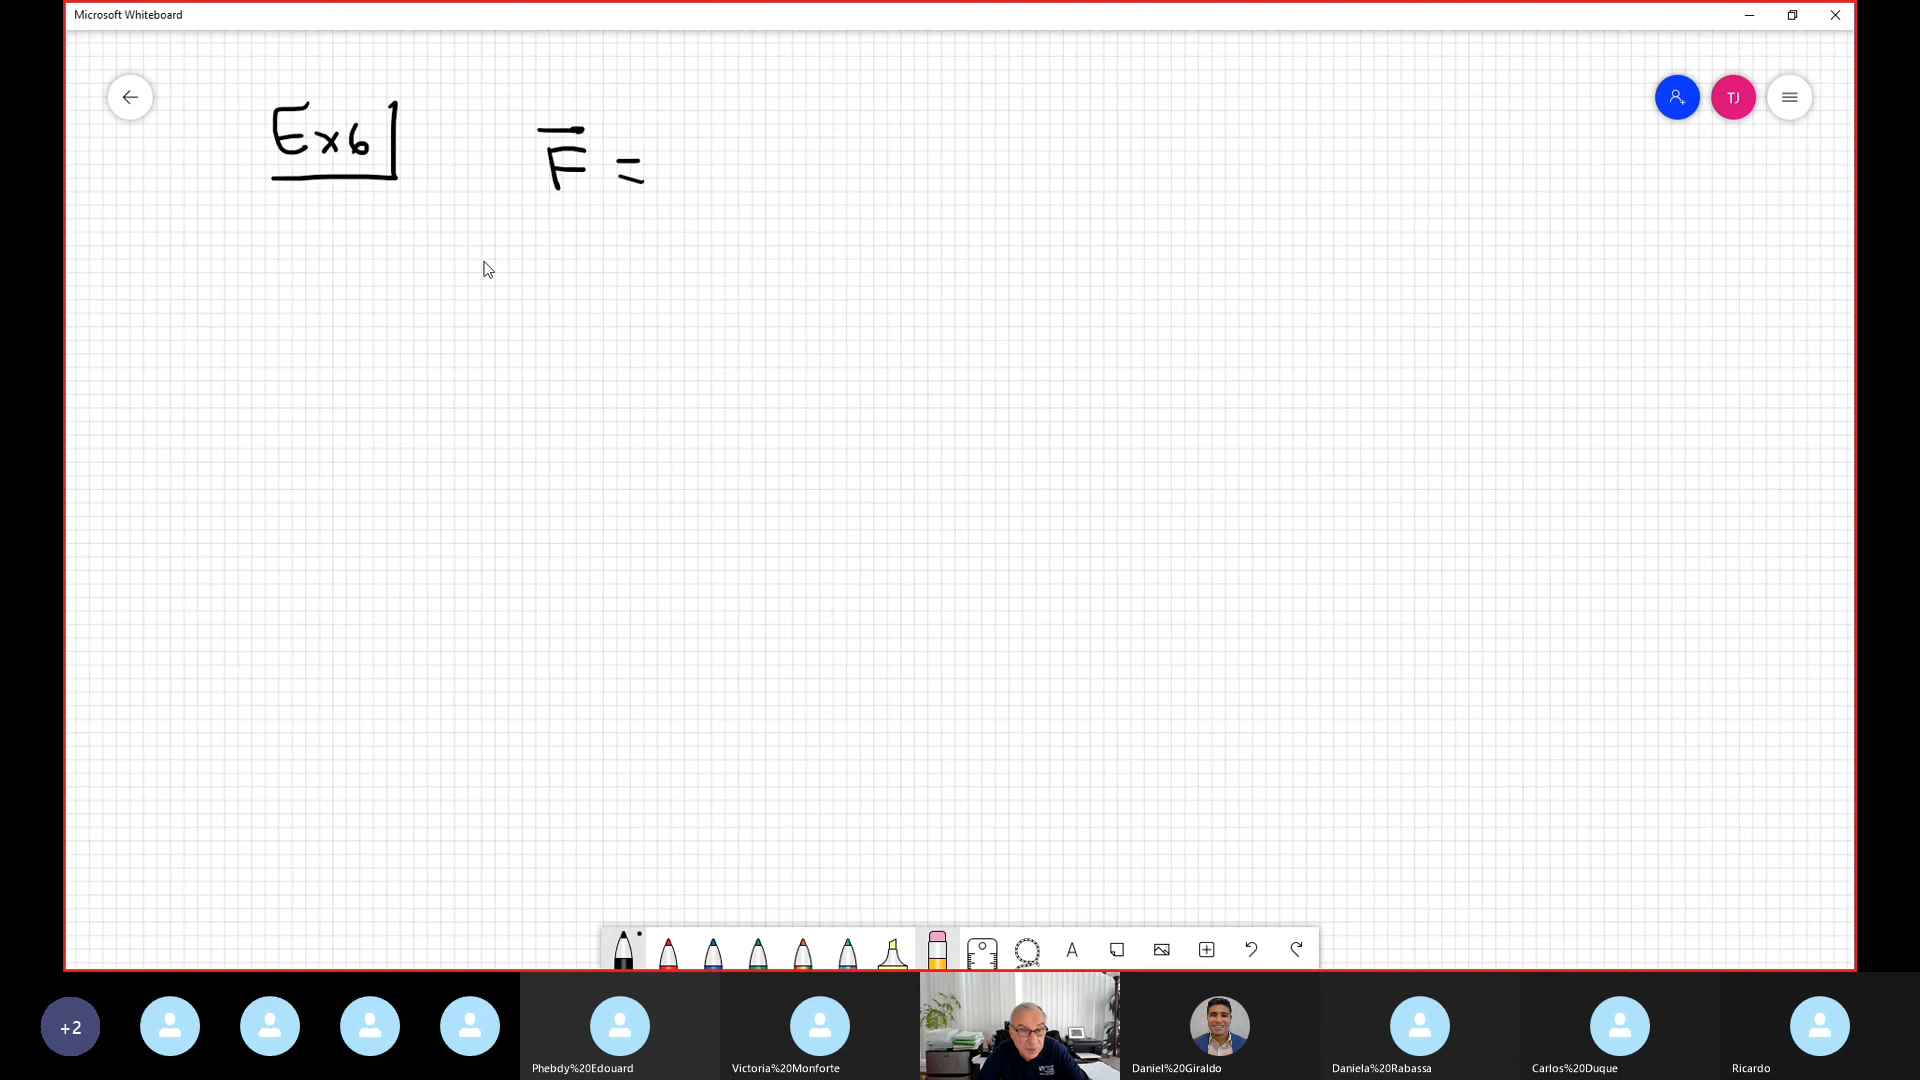 Microsoft Whiteboard
TJ
Ex6
F̅ =
A
+2
Phebdy%20Edouard
Victoria%20Monforte
Daniel%20Giraldo
Daniela%20Rabassa
Carlos%20Duque
Ricardo